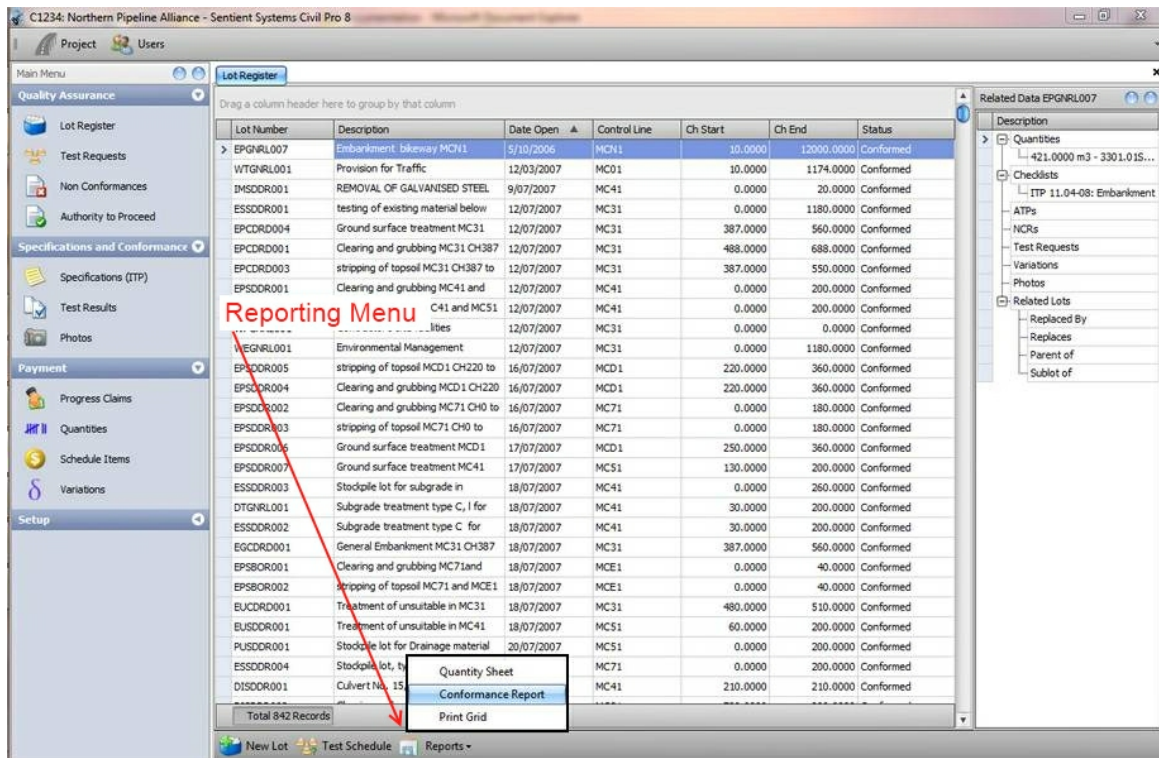 C1234: Northern Pipeline Alliance - Sentient Systems Civil Pro 8
Project Users
Main Menu
Quality Assurance
Lot Register
Test Requests
Non Conformances
Authority to Proceed
Specifications and Conformance
Specifications (ITP)
Test Results
Photos
Payment
Progress Claims
Quantities
Schedule Items
Variations
Setup
Lot Register
Drag a column header here to group by that column
Lot Number Description Date Open Control Line Ch Start Ch End Status
EPGNRL007 Embankment bikeway MCN1 5/10/2006 MCN1 10.0000 12000.0000 Conformed
WTGNRL001 Provision for Traffic 12/03/2007 MC01 10.0000 1174.0000 Conformed
IMSDDR001 REMOVAL OF GALVANISED STEEL 9/07/2007 MC41 0.0000 20.0000 Conformed
ESSDDR001 testing of existing material below 12/07/2007 MC31 0.0000 1180.0000 Conformed
EPCDRD004 Ground surface treatment MC31 12/07/2007 MC31 387.0000 560.0000 Conformed
EPCDRD001 Clearing and grubbing MC31 CH387 12/07/2007 MC31 488.0000 688.0000 Conformed
EPCDRD003 stripping of topsoil MC31 CH387 to 12/07/2007 MC31 387.0000 550.0000 Conformed
EPSDDR001 Clearing and grubbing MC41 and 12/07/2007 MC41 0.0000 200.0000 Conformed
C41 and MC51 12/07/2007 MC41 0.0000 200.0000 Conformed
12/07/2007 MC31 0.0000 0.0000 Conformed
WEGNRL001 Environmental Management 12/07/2007 MC31 0.0000 1180.0000 Conformed
EPSDDR005 stripping of topsoil MCD1 CH220 to 16/07/2007 MCD1 220.0000 360.0000 Conformed
EPSDDR004 Clearing and grubbing MCD1 CH220 16/07/2007 MCD1 220.0000 360.0000 Conformed
EPSDDR002 Clearing and grubbing MC71 CH0 to 16/07/2007 MC71 0.0000 180.0000 Conformed
EPSDDR003 stripping of topsoil MC71 CH0 to 16/07/2007 MC71 0.0000 180.0000 Conformed
EPSDDR006 Ground surface treatment MCD1 17/07/2007 MCD1 250.0000 360.0000 Conformed
EPSDDR007 Ground surface treatment MC41 17/07/2007 MC51 130.0000 200.0000 Conformed
ESSDDR003 Stockpile lot for subgrade in 18/07/2007 MC41 0.0000 260.0000 Conformed
DTGNRL001 Subgrade treatment type C, I for 18/07/2007 MC41 30.0000 200.0000 Conformed
ESSDDR002 Subgrade treatment type C for 18/07/2007 MC41 30.0000 200.0000 Conformed
EGCDRD001 General Embankment MC31 CH387 18/07/2007 MC31 387.0000 560.0000 Conformed
EPSBOR001 Clearing and grubbing MC71and 18/07/2007 MCE1 0.0000 40.0000 Conformed
EPSBOR002 stripping of topsoil MC71 and MCE1 18/07/2007 MCE1 0.0000 40.0000 Conformed
EUCDRD001 Treatment of unsuitable in MC31 18/07/2007 MC31 480.0000 510.0000 Conformed
EUSDDR001 Treatment of unsuitable in MC41 18/07/2007 MC51 60.0000 200.0000 Conformed
PUSDDR001 Stockpile lot for Drainage material 20/07/2007 MC51 0.0000 200.0000 Conformed
ESSDDR004 Stockpile lot, ty MC71 0.0000 200.0000 Conformed
DISDDR001 Culvert No, 15, MC41 210.0000 210.0000 Conformed
Total 842 Records
Reporting Menu
Quantity Sheet
Conformance Report
Print Grid
New Lot Test Schedule Reports
Related Data EPGNRL007
Description
Quantities
421.0000 m3 - 3301.01S...
Checklists
ITP 11.04-08: Embankment
ATPs
NCRs
Test Requests
Variations
Photos
Related Lots
Replaced By
Replaces
Parent of
Sublot of